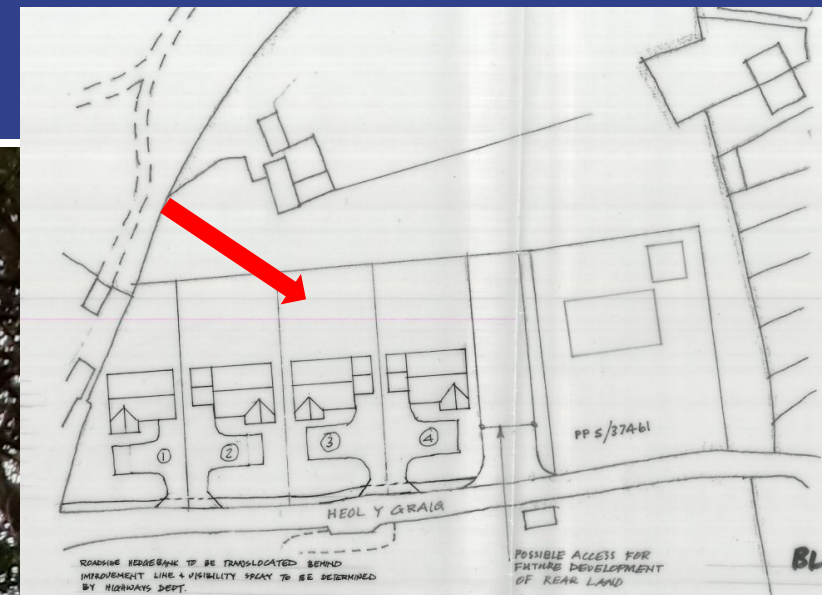 ① ② ③ ④
PP S/37461
HEOL Y GRAIG
ROADSIDE HEDGEBANK TO BE TRANSLOCATED BEHIND
IMPROVEMENT LINE & VISIBILITY SPLAY TO BE DETERMINED
BY HIGHWAYS DEPT.
POSSIBLE ACCESS FOR
FUTURE DEVELOPMENT
OF REAR LAND
BL